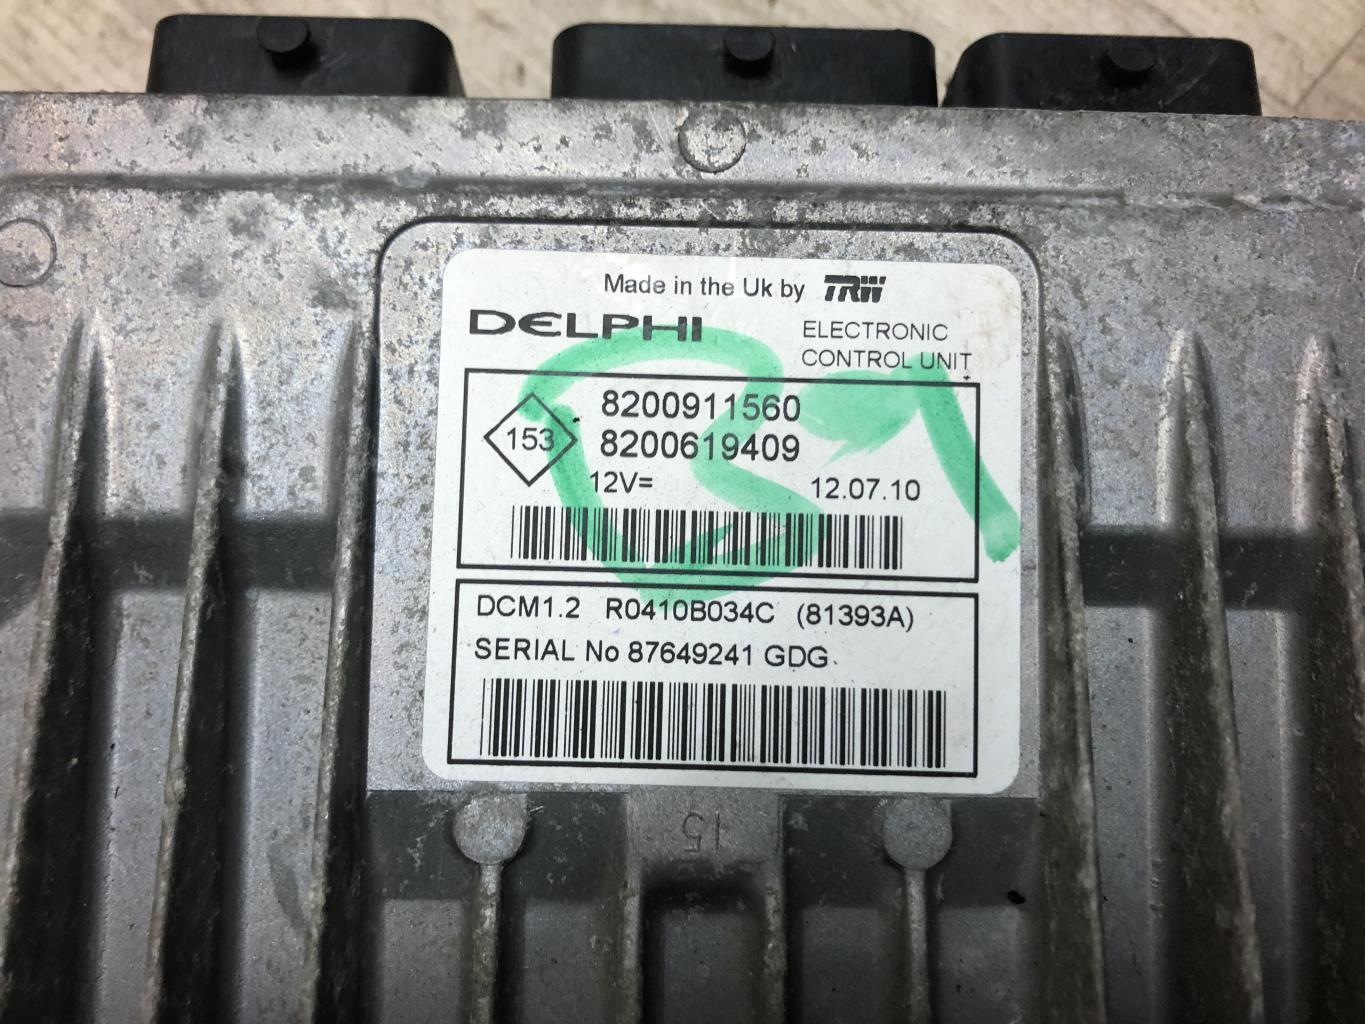 Made in the Uk by TRW
DELPHI
ELECTRONIC
CONTROL UNIT
8200911560
153
8200619409
12V= 12.07.10
DCM1.2 R0410B034C (81393A)
SERIAL No 87649241 GDG
15